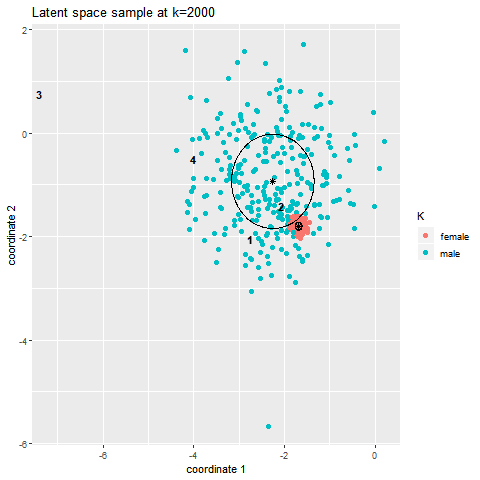 Latent space sample at k=2000
2
3
0
4
2
1
-2
-4
-6
coordinate 2
-6
-4
-2
0
coordinate 1
K
female
male